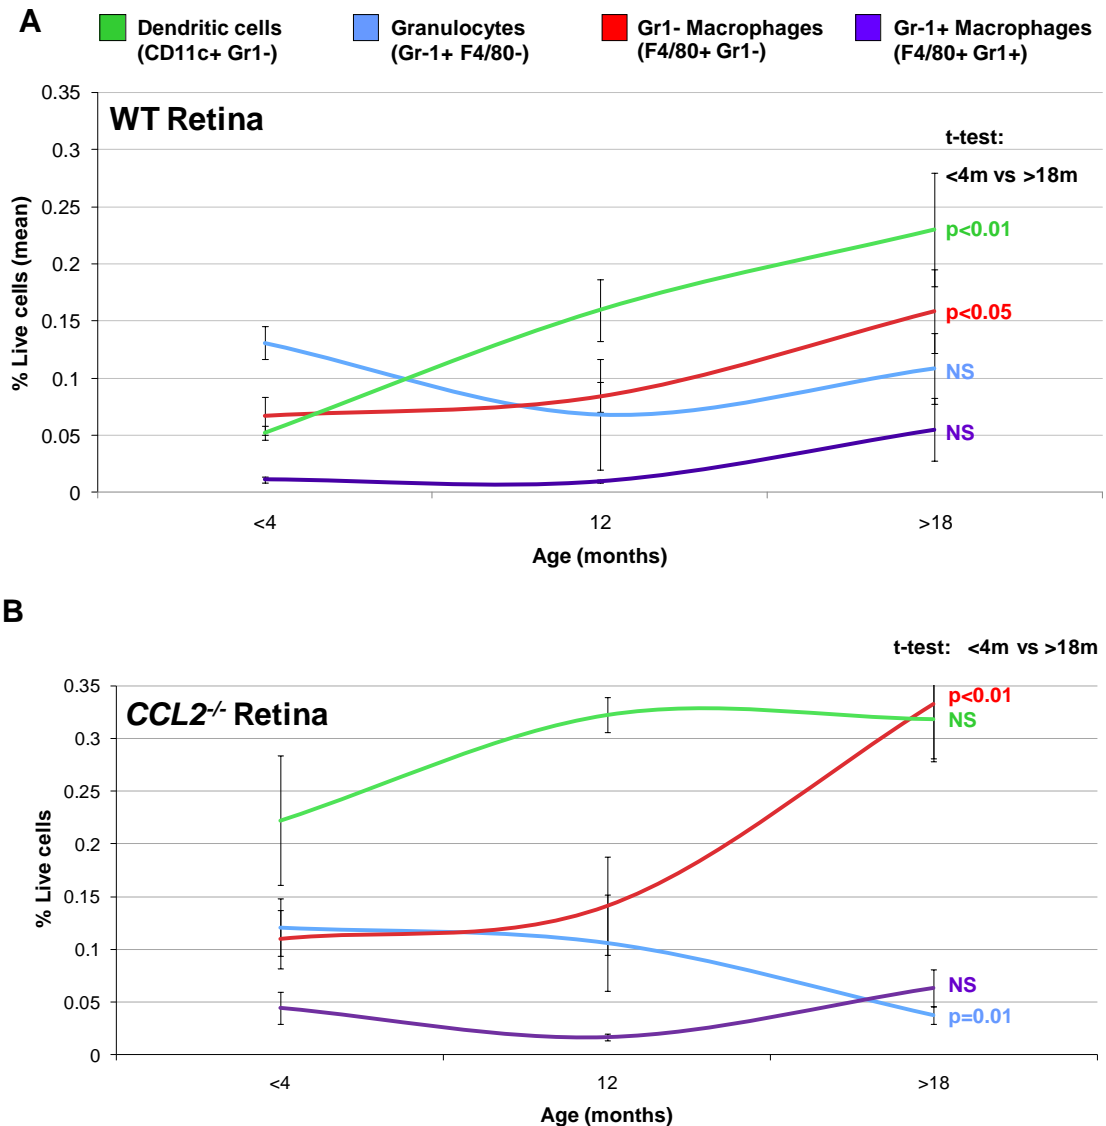 A
Dendritic cells
(CD11c+ Gr1-)
Granulocytes
(Gr-1+ F4/80-)
Gr1- Macrophages
(F4/80+ Gr1-)
Gr-1+ Macrophages
(F4/80+ Gr1+)
WT Retina
t-test:
<4m vs >18m
p<0.01
p<0.05
NS
NS
% Live cells (mean)
0.35
0.3
0.25
0.2
0.15
0.1
0.05
0
<4
12
>18
Age (months)
B
t-test: <4m vs >18m
CCL2-/- Retina
p<0.01
NS
NS
p=0.01
% Live cells
0.35
0.3
0.25
0.2
0.15
0.1
0.05
0
<4
12
>18
Age (months)